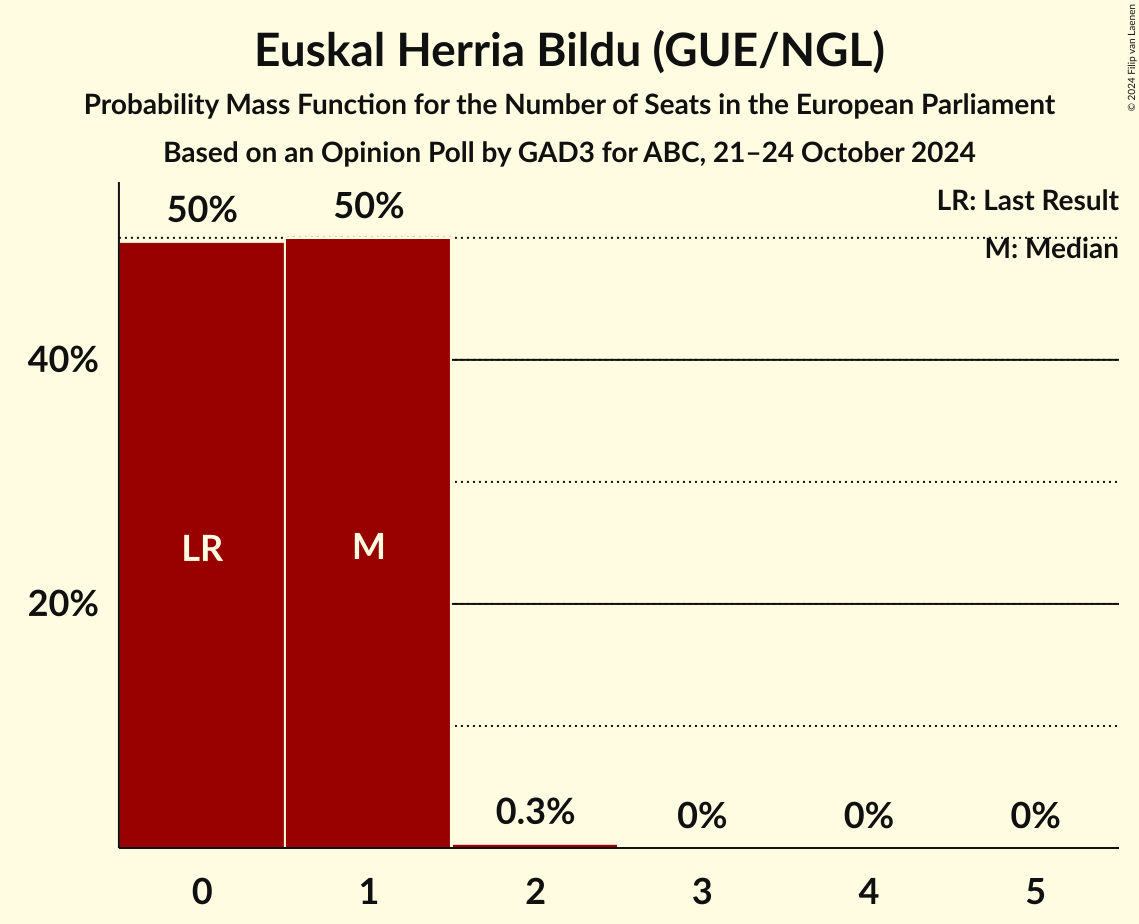 Euskal Herria Bildu (GUE/NGL)
Probability Mass Function for the Number of Seats in the European Parliament
Based on an Opinion Poll by GAD3 for ABC, 21–24 October 2024
© 2024 Filip van Laenen
LR: Last Result
M: Median
50%
50%
40%
LR
M
20%
0.3%
0%
0%
0%
0
1
2
3
4
5